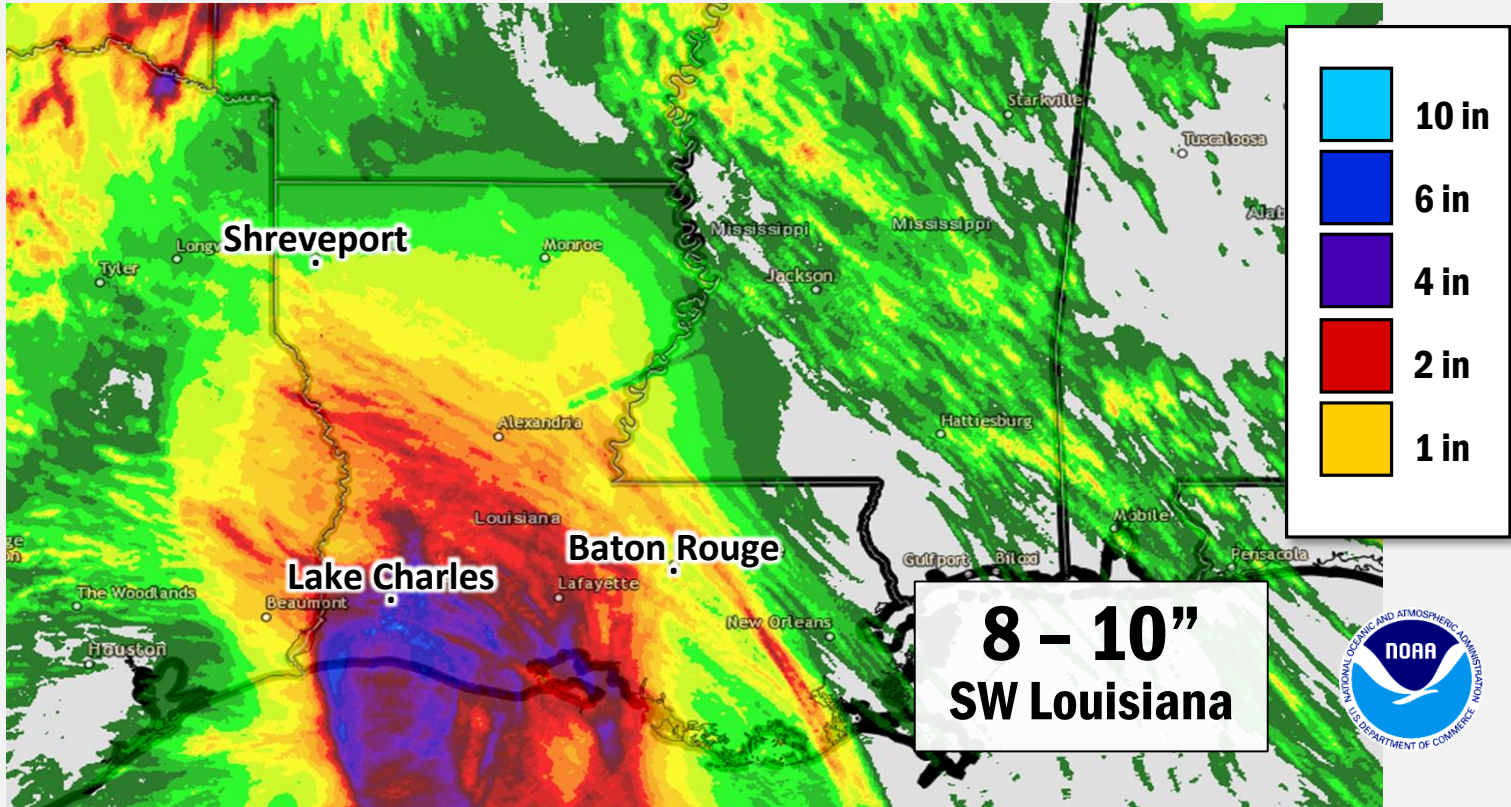 Starkville
Tuscaloosa
Alab
Mississippi
Mississippi
Longv
Shreveport
Monroe
Tyler
Jackson
Alexandria
Hattiesburg
Louisiana
Mobile
Baton Rouge
Pensacola
Gulfport
Biloxi
Lake Charles
Lafayette
The Woodlands
Beaumont
New Orleans
Houston
10 in
6 in
4 in
2 in
1 in
8 – 10”
SW Louisiana
NATIONAL OCEANIC AND ATMOSPHERIC ADMINISTRATION
NOAA
U.S. DEPARTMENT OF COMMERCE